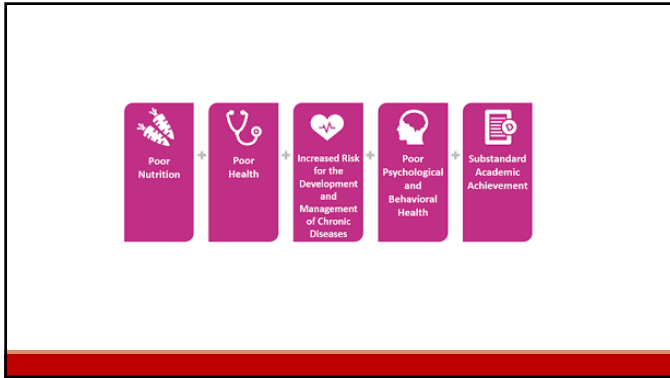 Poor
Nutrition
+
Poor
Health
+
Increased Risk
for the
Development
and
Management
of Chronic
Diseases
+
Poor
Psychological
and
Behavioral
Health
+
D
Substandard
Academic
Achievement